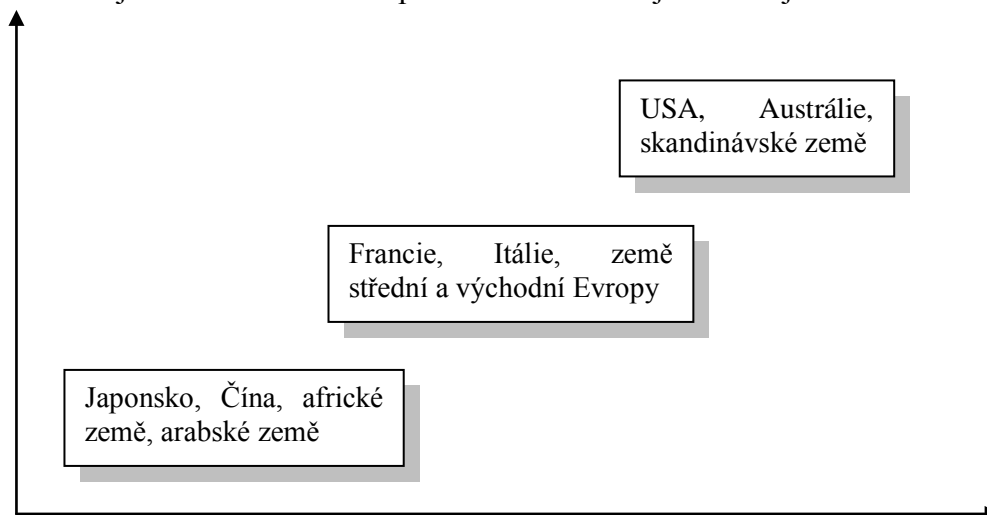 USA, Austrálie,
skandinávské země
Francie, Itálie, země
střední a východní Evropy
Japonsko, Čína, africké
země, arabské země